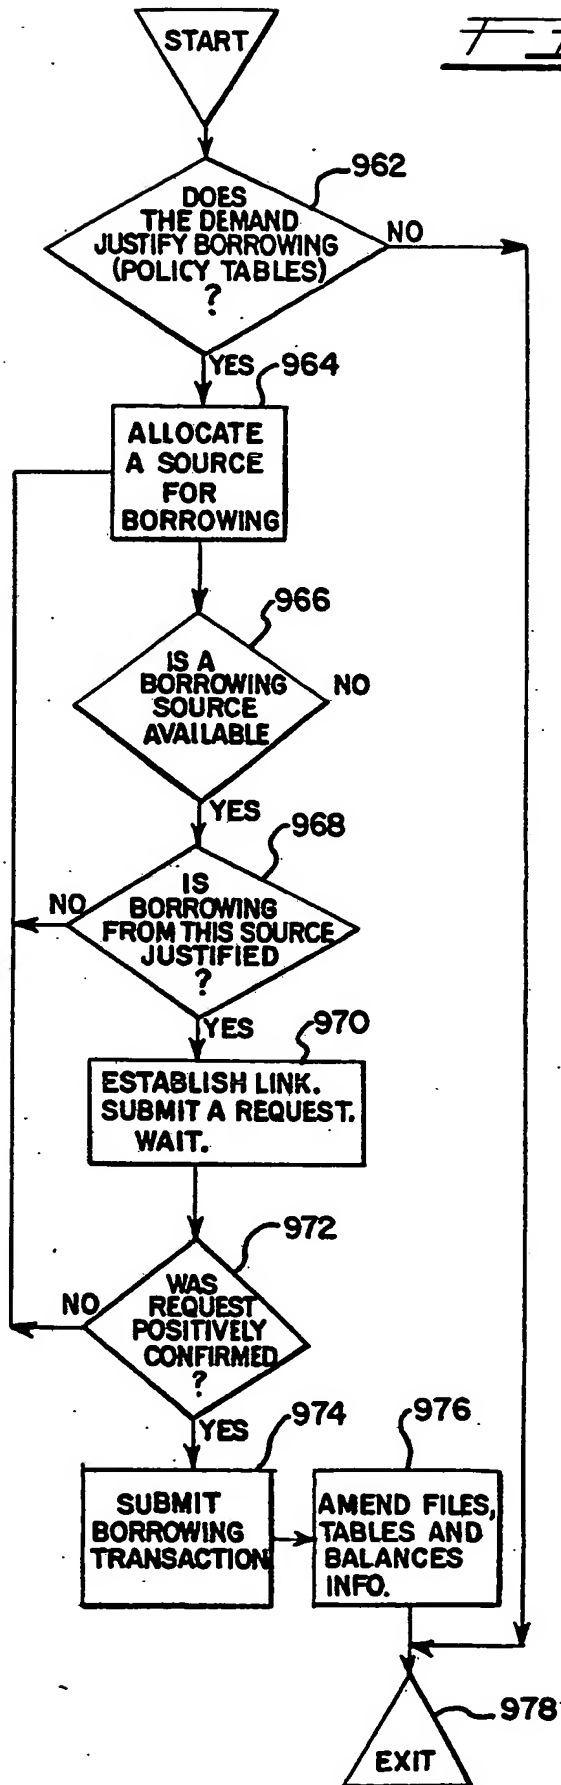 START
962
DOES
THE DEMAND
JUSTIFY BORROWING
(POLICY TABLES)
?
NO
YES
964
ALLOCATE
A SOURCE
FOR
BORROWING
966
IS A
BORROWING
SOURCE
AVAILABLE
NO
YES
968
IS
BORROWING
FROM THIS SOURCE
JUSTIFIED
?
NO
YES
970
ESTABLISH LINK.
SUBMIT A REQUEST.
WAIT.
972
WAS
REQUEST
POSITIVELY
CONFIRMED
?
NO
YES
974
SUBMIT
BORROWING
TRANSACTION
976
AMEND FILES,
TABLES AND
BALANCES
INFO.
978
EXIT